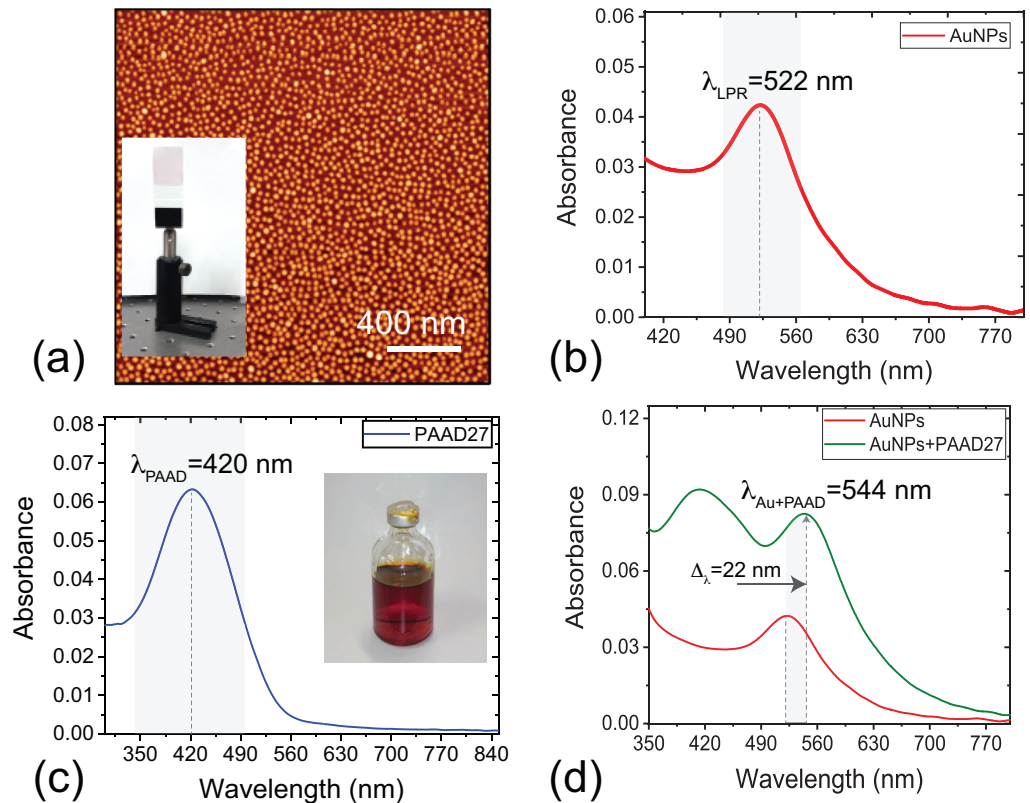 (a)
400 nm
(b)
AuNPs
λ_LPR=522 nm
0.06
0.05
0.04
0.03
0.02
0.01
0.00
Absorbance
420 490 560 630 700 770
Wavelength (nm)
(c)
PAAD27
λ_PAAD=420 nm
0.08
0.07
0.06
0.05
0.04
0.03
0.02
0.01
0.00
Absorbance
350 420 490 560 630 700 770 840
Wavelength (nm)
(d)
AuNPs
AuNPs+PAAD27
λ_Au+PAAD=544 nm
Δ_λ=22 nm
0.12
0.09
0.06
0.03
0.00
Absorbance
350 420 490 560 630 700 770
Wavelength (nm)